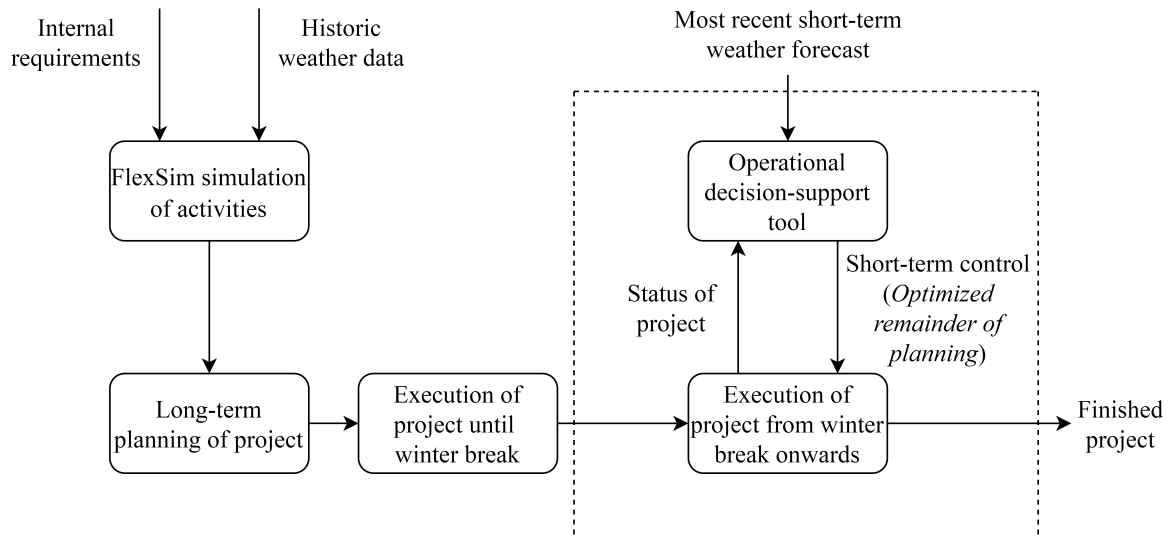 Internal
requirements
Historic
weather data
Most recent short-term
weather forecast
FlexSim simulation
of activities
Operational
decision-support
tool
Status of
project
Short-term control
(Optimized
remainder of
planning)
Long-term
planning of project
Execution of
project until
winter break
Execution of
project from winter
break onwards
Finished
project